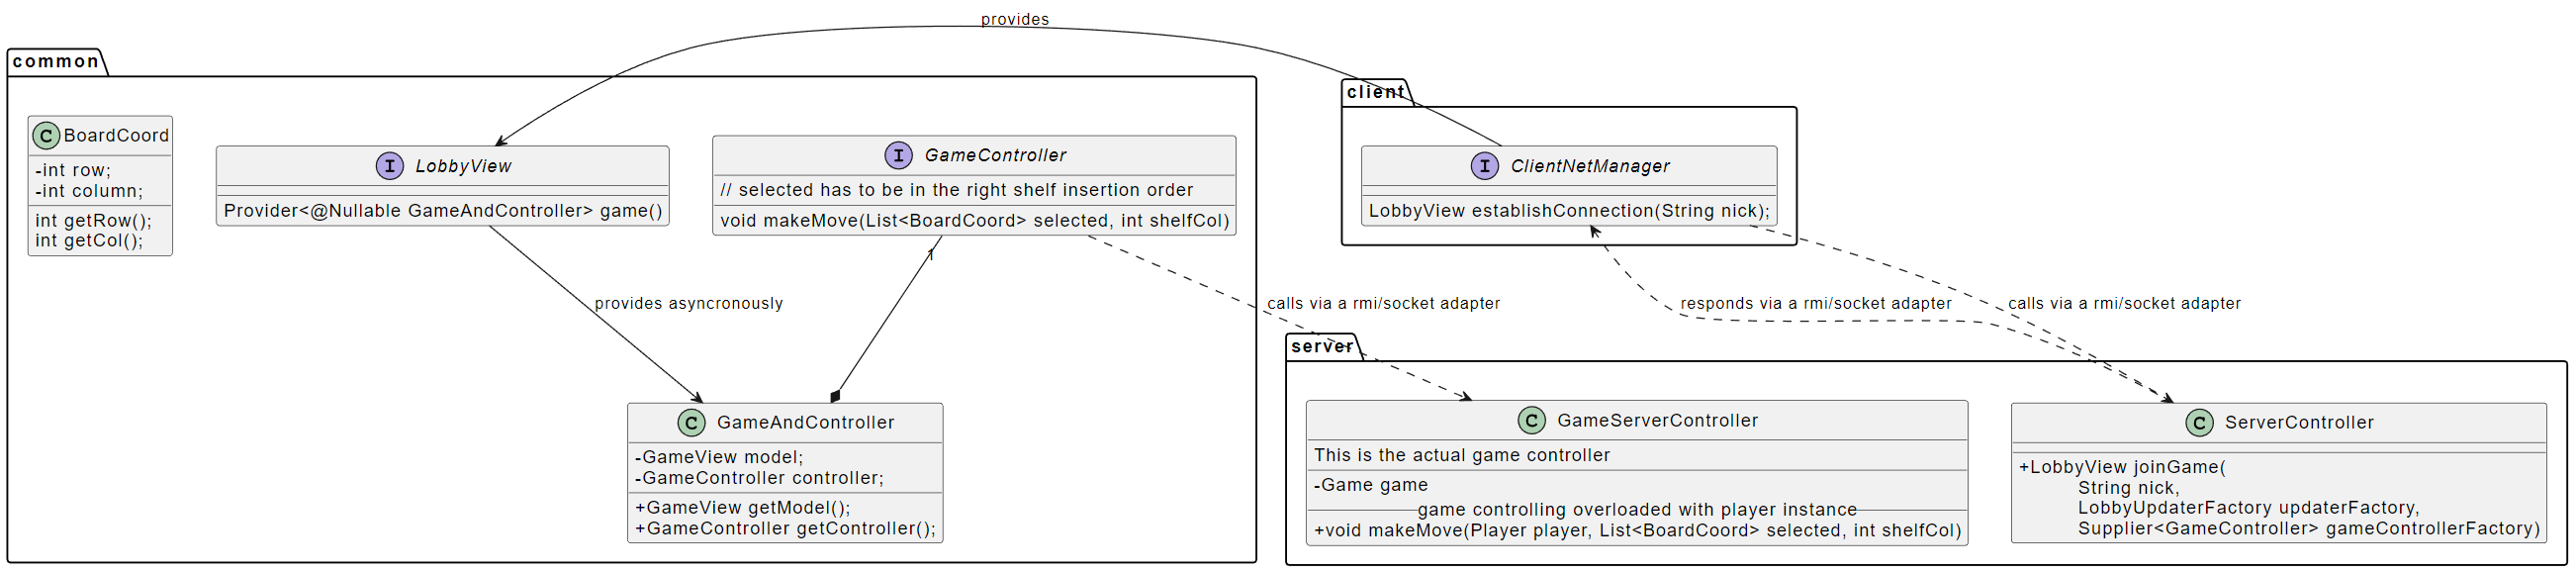 provides
common
C BoardCoord
-int row;
-int column;
int getRow();
int getCol();
I LobbyView
Provider<@Nullable GameAndController> game()
I GameController
// selected has to be in the right shelf insertion order
void makeMove(List<BoardCoord> selected, int shelfCol)
1
provides asyncronously
C GameAndController
-GameView model;
-GameController controller;
+GameView getModel();
+GameController getController();
client
I ClientNetManager
LobbyView establishConnection(String nick);
calls via a rmi/socket adapter
responds via a rmi/socket adapter
calls via a rmi/socket adapter
server
C GameServerController
This is the actual game controller
-Game game
game controlling overloaded with player instance
+void makeMove(Player player, List<BoardCoord> selected, int shelfCol)
C ServerController
+LobbyView joinGame(
String nick,
LobbyUpdaterFactory updaterFactory,
Supplier<GameController> gameControllerFactory)